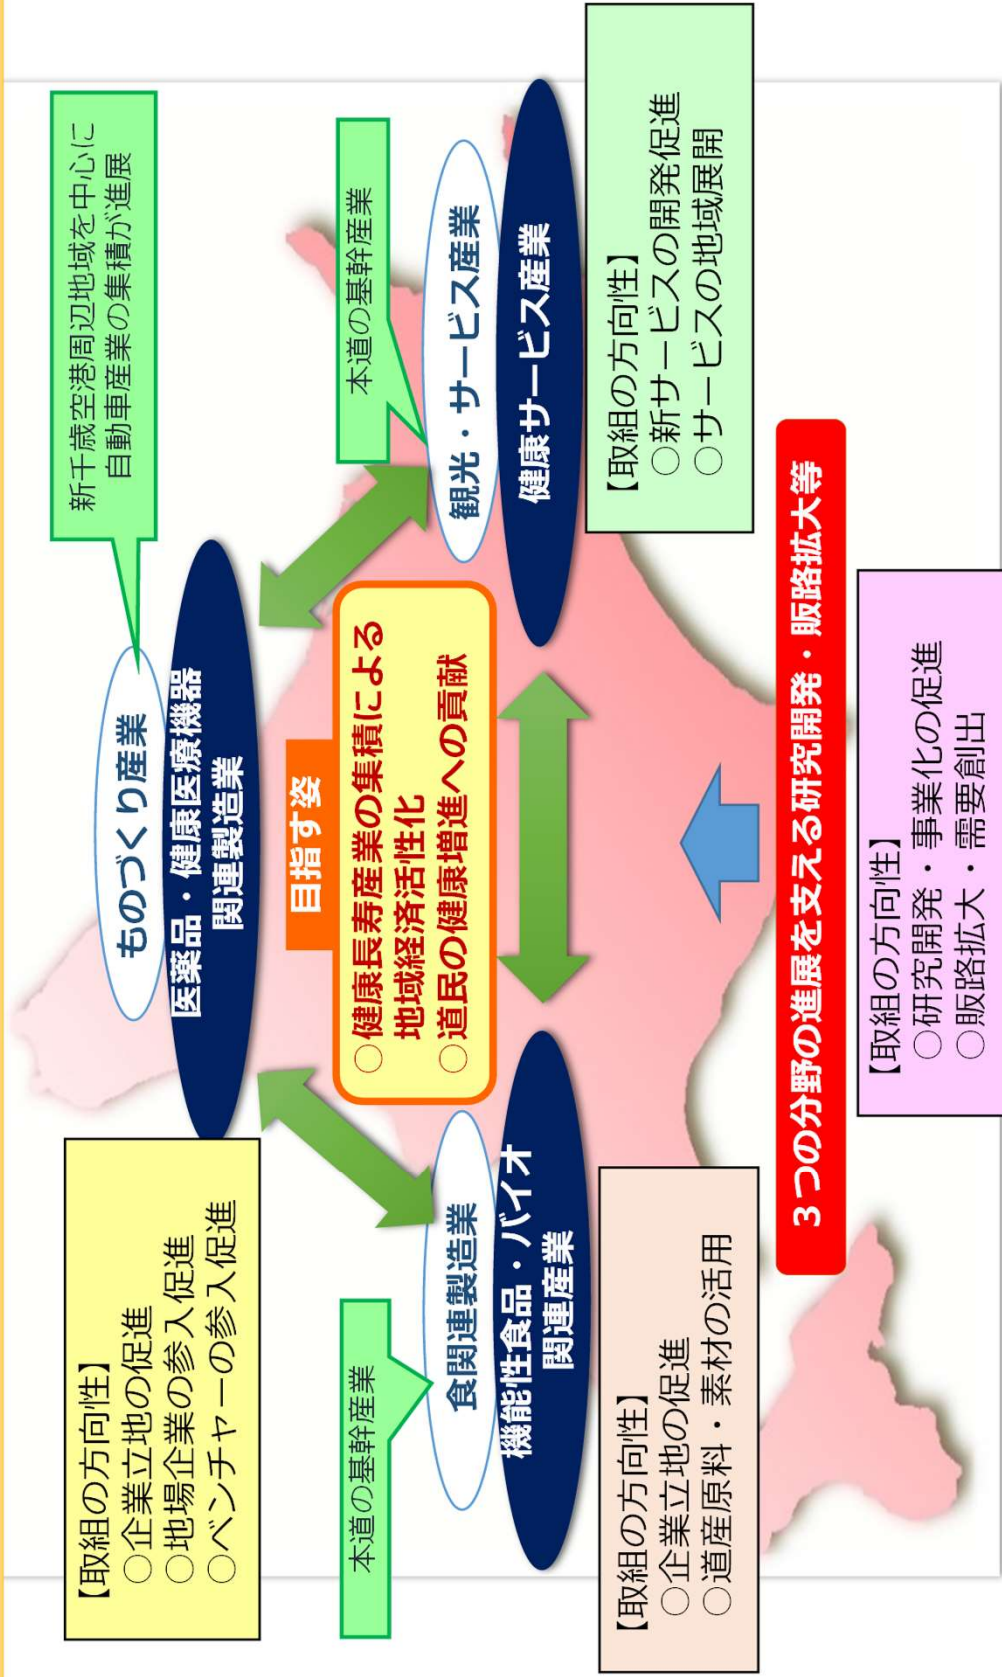 新千歳空港周辺地域を中心に
自動車産業の集積が進展
ものづくり産業
医薬品・健康医療機器
関連製造業
【取組の方向性】
○企業立地の促進
○地場企業の参入促進
○ベンチャーの参入促進
目指す姿
○健康長寿産業の集積による
地域経済活性化
○道民の健康増進への貢献
本道の基幹産業
食関連製造業
機能性食品・バイオ
関連産業
【取組の方向性】
○企業立地の促進
○道産原料・素材の活用
本道の基幹産業
観光・サービス産業
健康サービス産業
【取組の方向性】
○新サービスの開発促進
○サービスの地域展開
３つの分野の進展を支える研究開発・販路拡大等
【取組の方向性】
○研究開発・事業化の促進
○販路拡大・需要創出